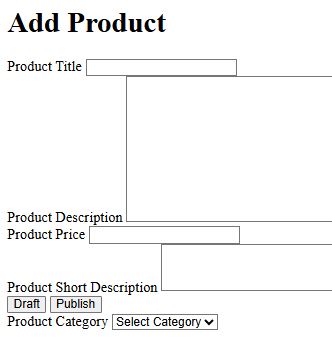 Add Product
Product Title
Product Description
Product Price
Product Short Description
Draft Publish
Product Category Select Category